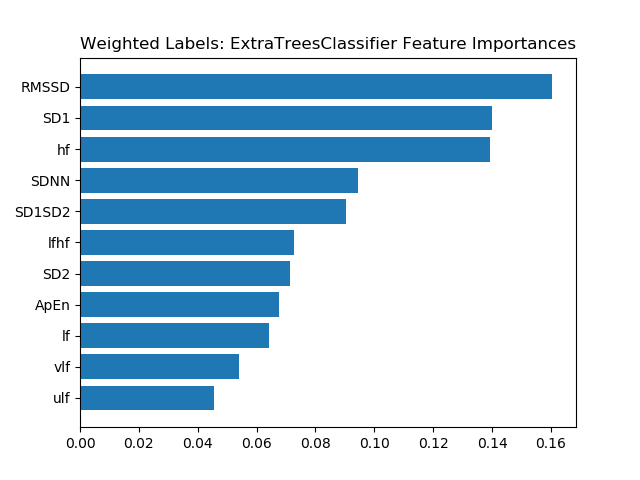 Weighted Labels: ExtraTreesClassifier Feature Importances
RMSSD
SD1
hf
SDNN
SD1SD2
lfhf
SD2
ApEn
lf
vlf
ulf
0.00 0.02 0.04 0.06 0.08 0.10 0.12 0.14 0.16